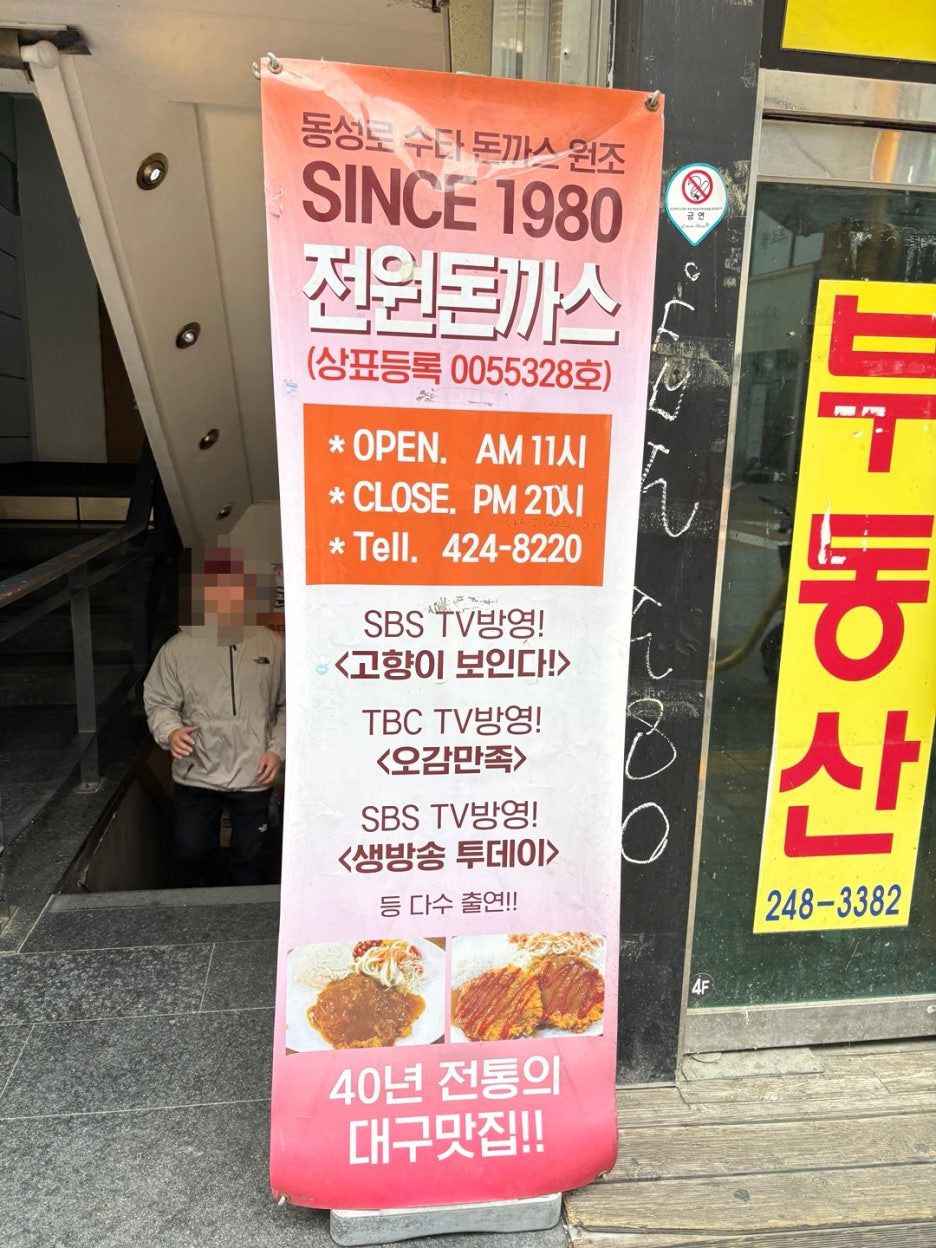 동성로 수타 돈까스 원조
SINCE 1980
전원돈까스
(상표등록 0055328호)
* OPEN. AM 11시
* CLOSE. PM 20시
* Tell. 424-8220
SBS TV방영!
<고향이 보인다!>
TBC TV방영!
<오감만족>
SBS TV방영!
<생방송 투데이>
등 다수 출연!!
40년 전통의
대구맛집!!
금연
부동산
248-3382
4F